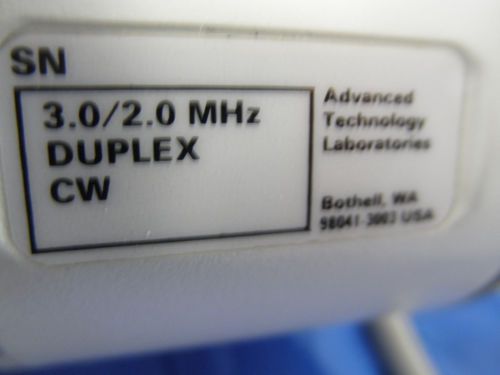 SN
3.0/2.0 MHz
DUPLEX
CW
Advanced
Technology
Laboratories
Bothell, WA
98041-3003 USA